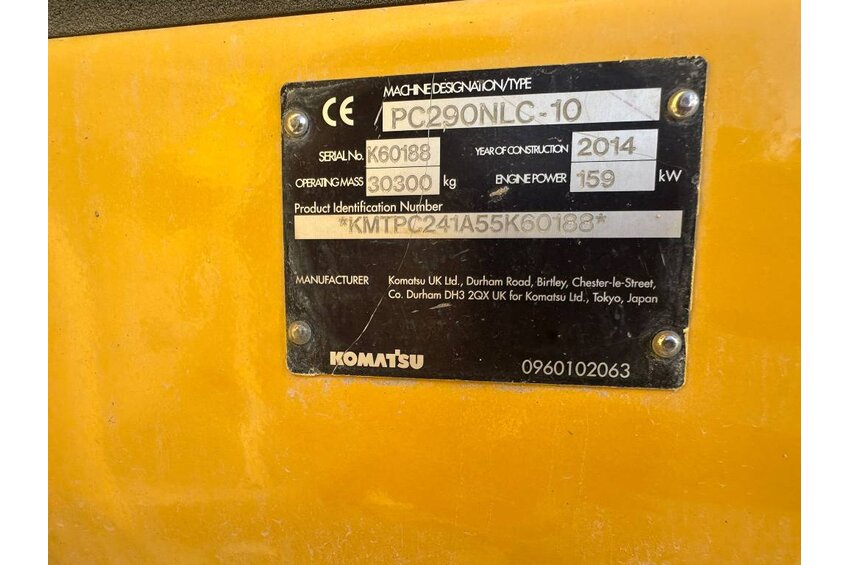 MACHINE DESIGNATION/TYPE
CE PC290NLC-10
SERIAL No. K60188 YEAR OF CONSTRUCTION 2014
OPERATING MASS 30300 kg ENGINE POWER 159 kW
Product Identification Number
*KMTPC241A55K60188*
MANUFACTURER Komatsu UK Ltd., Durham Road, Birtley, Chester-le-Street,
Co. Durham DH3 2QX UK for Komatsu Ltd., Tokyo, Japan
KOMATSU 0960102063